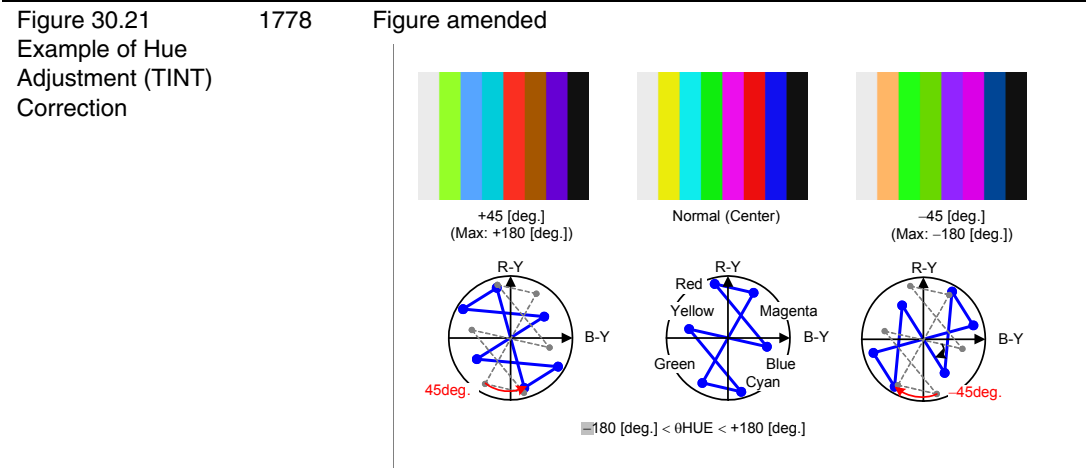 Figure 30.21 1778 Figure amended
Example of Hue
Adjustment (TINT)
Correction
+45 [deg.]
(Max: +180 [deg.])
Normal (Center)
−45 [deg.]
(Max: −180 [deg.])
R-Y
B-Y
45deg.
R-Y
Red
Yellow
Magenta
B-Y
Green
Blue
Cyan
R-Y
B-Y
−45deg.
−180 [deg.] < θHUE < +180 [deg.]